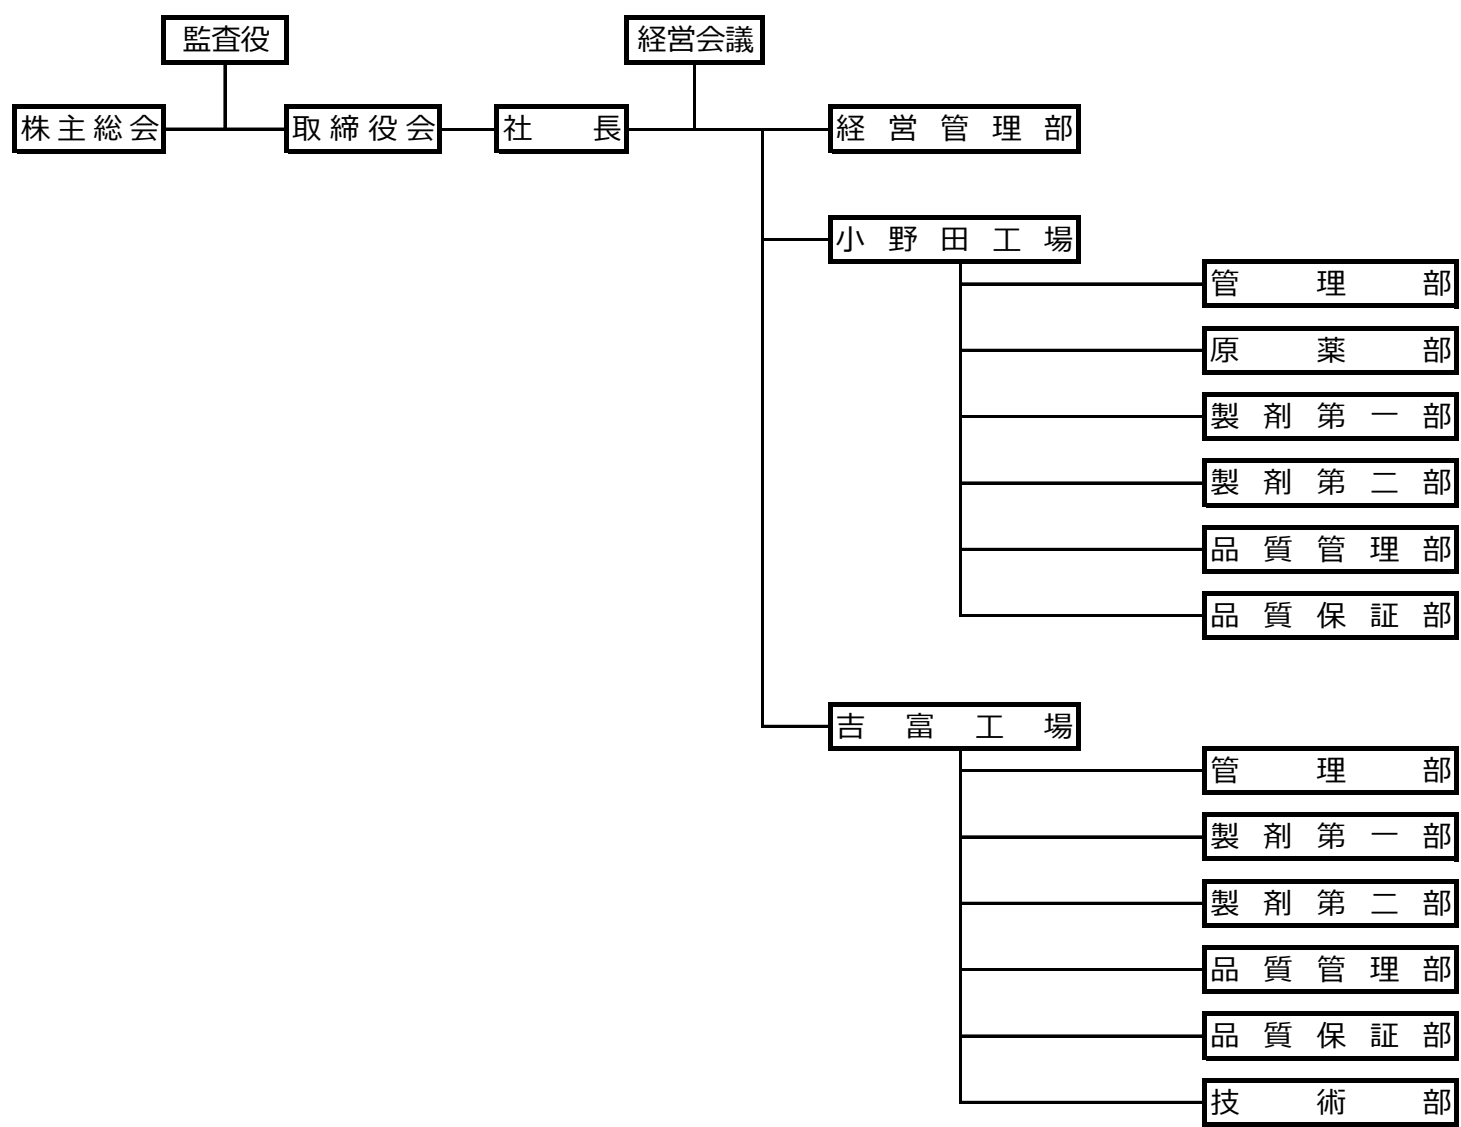 監査役
経営会議
株主総会
取締役会
社長
経営管理部
小野田工場
管理部
原薬部
製剤第一部
製剤第二部
品質管理部
品質保証部
吉富工場
管理部
製剤第一部
製剤第二部
品質管理部
品質保証部
技術部